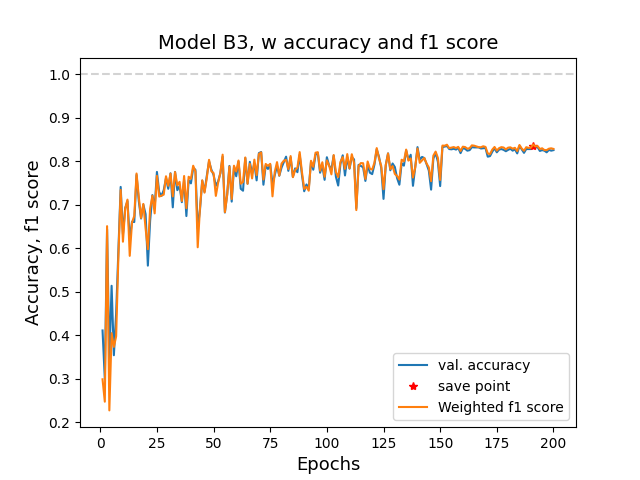 Model B3, w accuracy and f1 score
1.0
0.9
0.8
0.7
0.6
0.5
0.4
0.3
0.2
Accuracy, f1 score
val. accuracy
save point
Weighted f1 score
0 25 50 75 100 125 150 175 200
Epochs